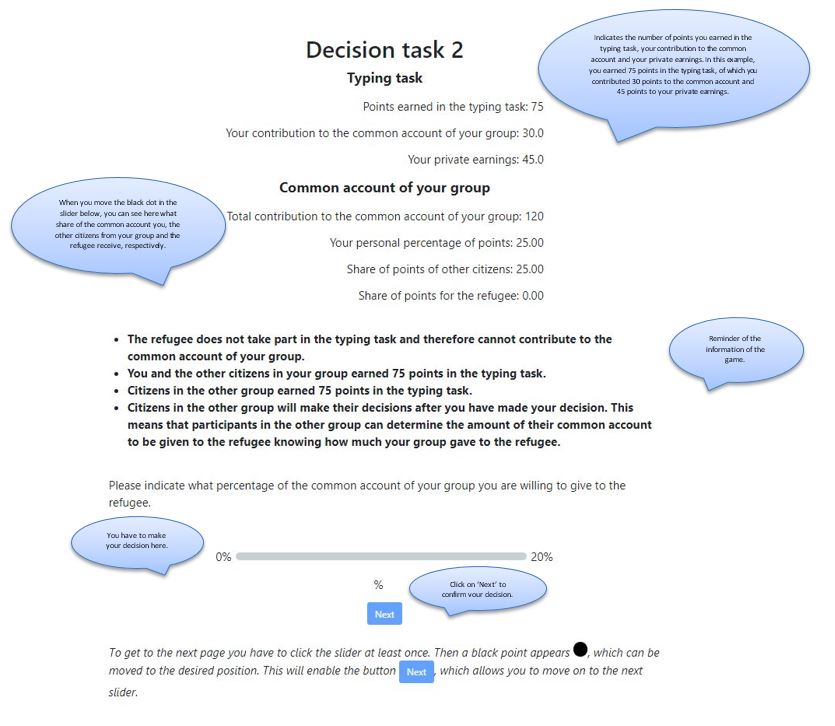 Decision task 2
Typing task
Points earned in the typing task: 75
Your contribution to the common account of your group: 30.0
Your private earnings: 45.0
Indicates the number of points you earned in the
typing task, your contribution to the common
account and your private earnings. In this example,
you earned 75 points in the typing task, of which you
contributed 30 points to the common account and
45 points to your private earnings.
Common account of your group
Total contribution to the common account of your group: 120
Your personal percentage of points: 25.00
Share of points of other citizens: 25.00
Share of points for the refugee: 0.00
When you move the black dot in the
slider below, you can see here what
share of the common account you, the
other citizens from your group and the
refugee receive, respectively.
• The refugee does not take part in the typing task and therefore cannot contribute to the
common account of your group.
• You and the other citizens in your group earned 75 points in the typing task.
• Citizens in the other group earned 75 points in the typing task.
• Citizens in the other group will make their decisions after you have made your decision. This
means that participants in the other group can determine the amount of their common account
to be given to the refugee knowing how much your group gave to the refugee.
Reminder of the
information of the
game.
Please indicate what percentage of the common account of your group you are willing to give to the
refugee.
You have to make
your decision here.
0% 20%
%
Click on ‘Next’ to
confirm your decision.
Next
To get to the next page you have to click the slider at least once. Then a black point appears , which can be
moved to the desired position. This will enable the button Next , which allows you to move on to the next
slider.